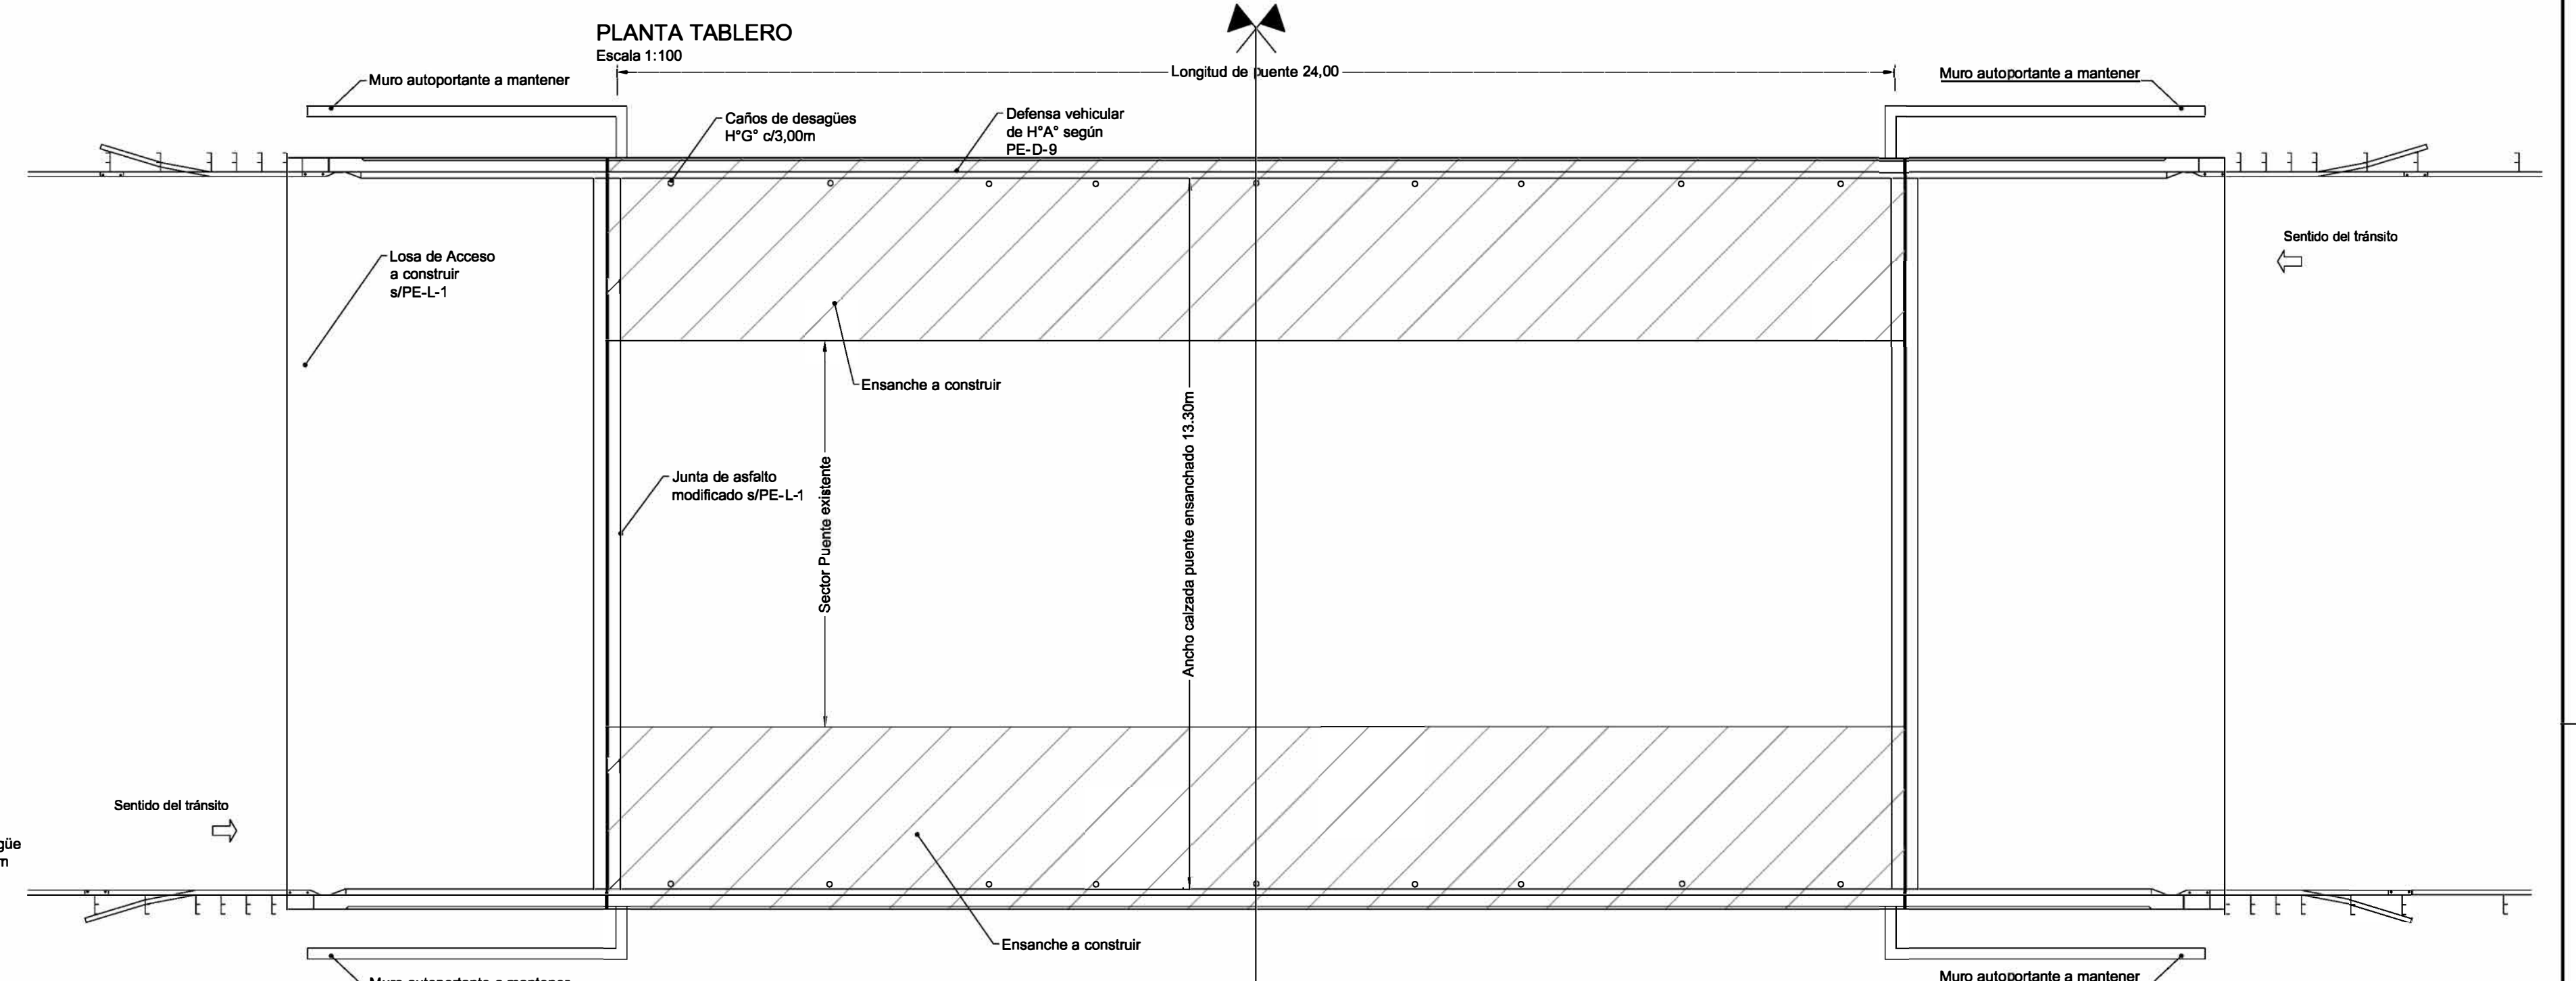 PLANTA TABLERO
Escala 1:100
Longitud de puente 24,00
Muro autoportante a mantener
Muro autoportante a mantener
Caños de desagües
H°G° c/3,00m
Defensa vehicular
de H°A° según
PE-D-9
Sentido del tránsito
Losa de Acceso
a construir
s/PE-L-1
Ensanche a construir
Junta de asfalto
modificado s/PE-L-1
Sector Puente existente
Ancho calzada puente ensanchado 13.30m
Sentido del tránsito
Ensanche a construir
Muro autoportante a mantener
Muro autoportante a mantener